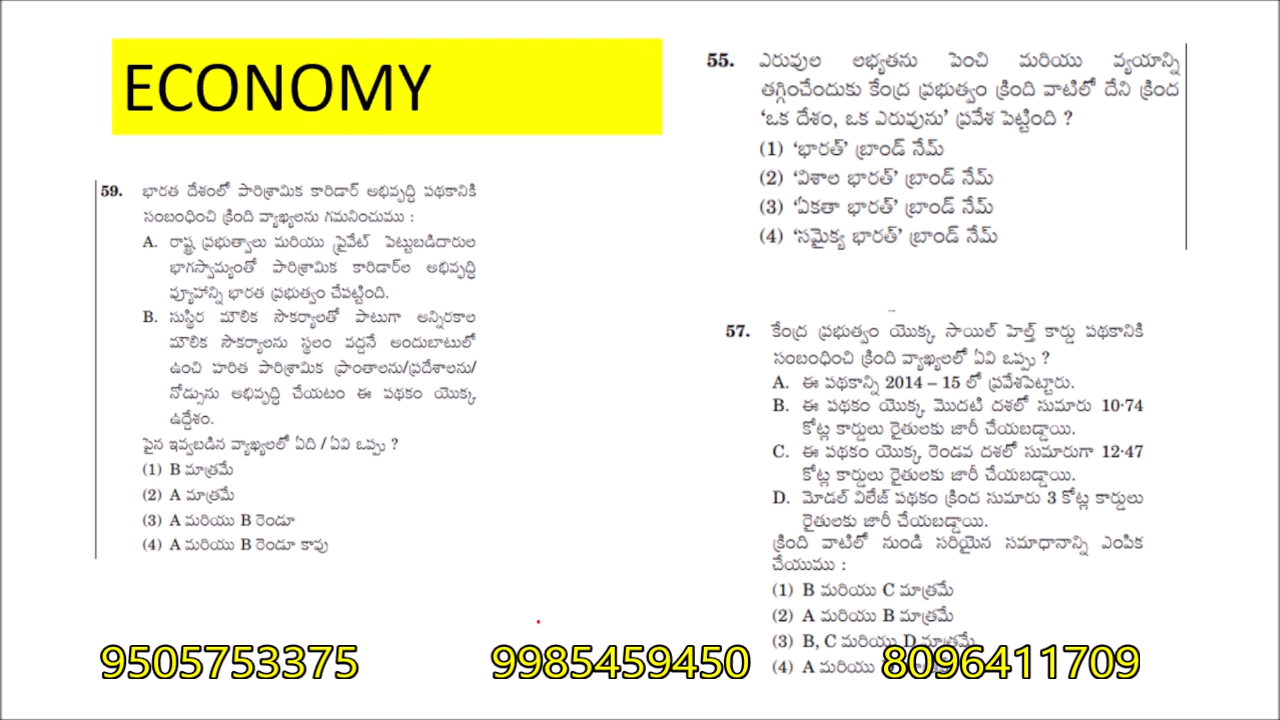 ECONOMY
59. భారత దేశంలో పారిశ్రామిక కారిడార్ అభివృద్ధి పథకానికి
సంబంధించి క్రింది వ్యాఖ్యలను గమనించుము :
A. రాష్ట్ర ప్రభుత్వాలు మరియు ప్రైవేట్ పెట్టుబడిదారుల
భాగస్వామ్యంతో పారిశ్రామిక కారిడార్‌ల అభివృద్ధి
వ్యూహాన్ని భారత ప్రభుత్వం చేపట్టింది.
B. సుస్థిర మౌలిక సౌకర్యాలతో పాటుగా అన్నిరకాల
మౌలిక సౌకర్యాలను స్థలం వద్దనే అందుబాటులో
ఉంచి హరిత పారిశ్రామిక ప్రాంతాలను/ప్రదేశాలను/
నోడ్సును అభివృద్ధి చేయటం ఈ పథకం యొక్క
ఉద్దేశం.
పైన ఇవ్వబడిన వ్యాఖ్యలలో ఏది / ఏవి ఒప్పు ?
(1) B మాత్రమే
(2) A మాత్రమే
(3) A మరియు B రెండూ
(4) A మరియు B రెండూ కావు
55. ఎరువుల లభ్యతను పెంచి మరియు వ్యయాన్ని
తగ్గించేందుకు కేంద్ర ప్రభుత్వం క్రింది వాటిలో దేని క్రింద
‘ఒక దేశం, ఒక ఎరువును’ ప్రవేశ పెట్టింది ?
(1) ‘భారత్’ బ్రాండ్ నేమ్
(2) ‘విశాల భారత్’ బ్రాండ్ నేమ్
(3) ‘ఏకతా భారత్’ బ్రాండ్ నేమ్
(4) ‘సమైక్య భారత్’ బ్రాండ్ నేమ్
57. కేంద్ర ప్రభుత్వం యొక్క సాయిల్ హెల్త్ కార్డు పథకానికి
సంబంధించి క్రింది వ్యాఖ్యలలో ఏవి ఒప్పు ?
A. ఈ పథకాన్ని 2014 – 15 లో ప్రవేశపెట్టారు.
B. ఈ పథకం యొక్క మొదటి దశలో సుమారు 10·74
కోట్ల కార్డులు రైతులకు జారీ చేయబడ్డాయి.
C. ఈ పథకం యొక్క రెండవ దశలో సుమారుగా 12·47
కోట్ల కార్డులు రైతులకు జారీ చేయబడ్డాయి.
D. మోడల్ విలేజ్ పథకం క్రింద సుమారు 3 కోట్ల కార్డులు
రైతులకు జారీ చేయబడ్డాయి.
క్రింది వాటిలో నుండి సరియైన సమాధానాన్ని ఎంపిక
చేయుము :
(1) B మరియు C మాత్రమే
(2) A మరియు B మాత్రమే
(3) B, C మరియు D మాత్రమే
(4) A మరియు
9505753375 9985459450 8096411709